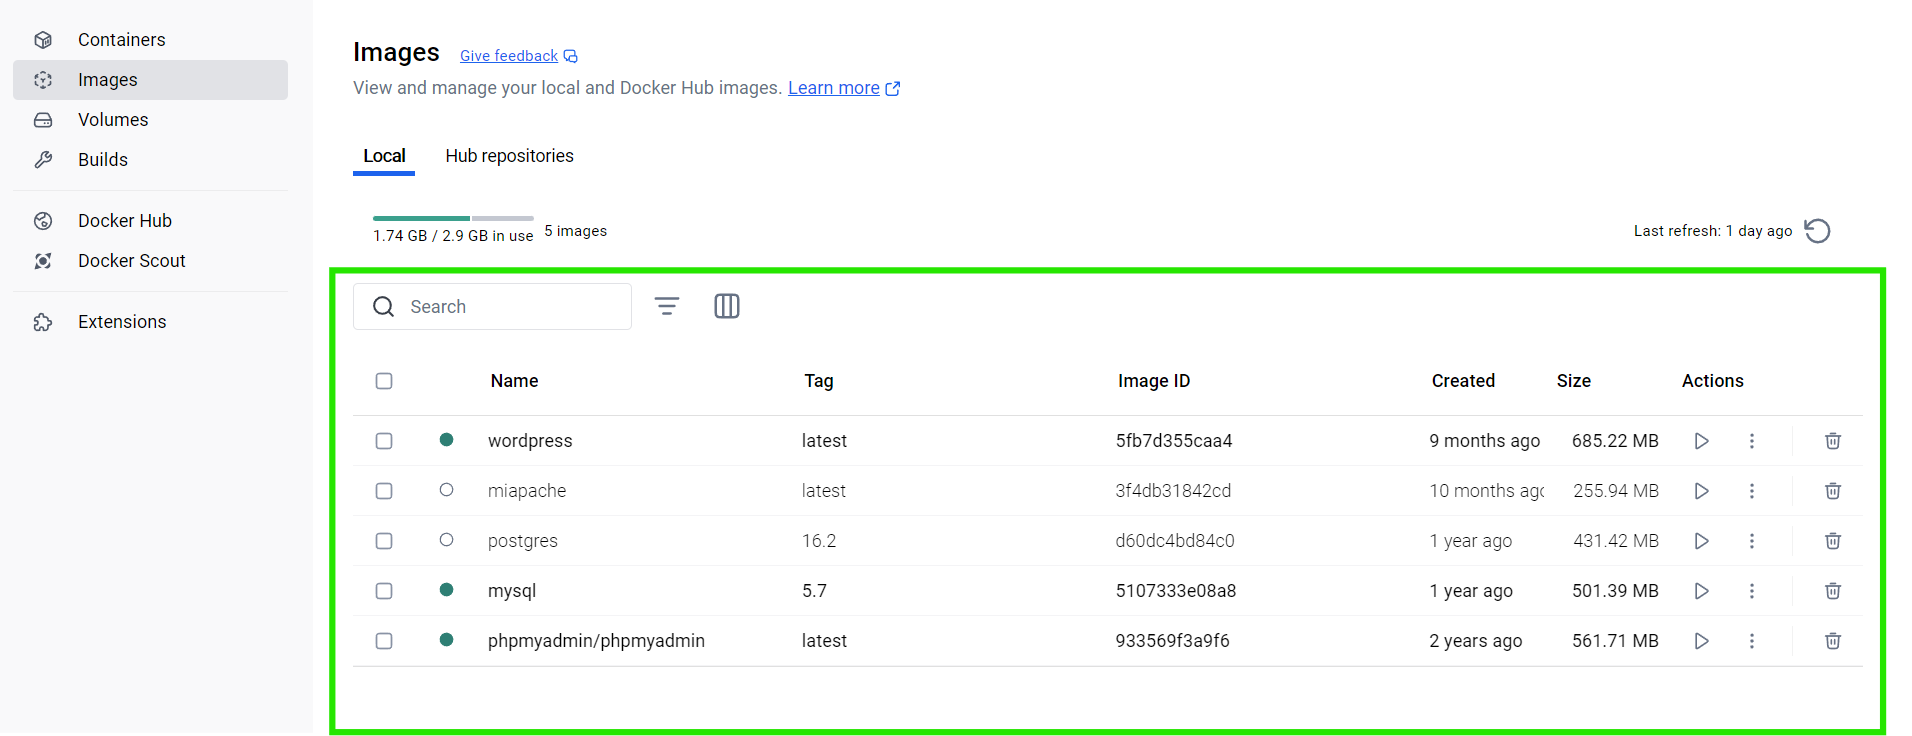 Containers
Images
Volumes
Builds
Docker Hub
Docker Scout
Extensions
Images Give feedback
View and manage your local and Docker Hub images. Learn more
Local Hub repositories
1.74 GB / 2.9 GB in use 5 images Last refresh: 1 day ago
Search
Name Tag Image ID Created Size Actions
wordpress latest 5fb7d355caa4 9 months ago 685.22 MB
miapache latest 3f4db31842cd 10 months ago 255.94 MB
postgres 16.2 d60dc4bd84c0 1 year ago 431.42 MB
mysql 5.7 5107333e08a8 1 year ago 501.39 MB
phpmyadmin/phpmyadmin latest 933569f3a9f6 2 years ago 561.71 MB